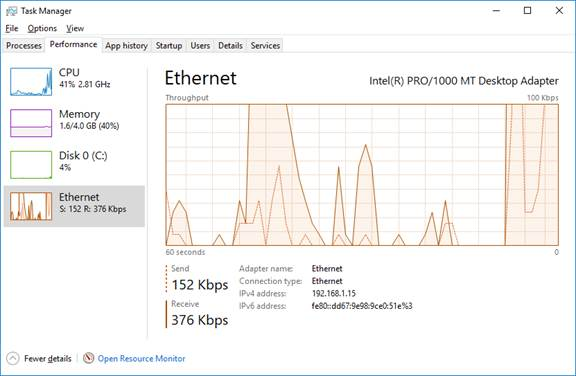 Task Manager
File Options View
Processes Performance App history Startup Users Details Services
CPU
41% 2.81 GHz
Memory
1.6/4.0 GB (40%)
Disk 0 (C:)
4%
Ethernet
S: 152 R: 376 Kbps
Ethernet Intel(R) PRO/1000 MT Desktop Adapter
Throughput 100 Kbps
60 seconds 0
Send
152 Kbps
Receive
376 Kbps
Adapter name: Ethernet
Connection type: Ethernet
IPv4 address: 192.168.1.15
IPv6 address: fe80::dd67:9e98:9ce0:51e%3
Fewer details Open Resource Monitor